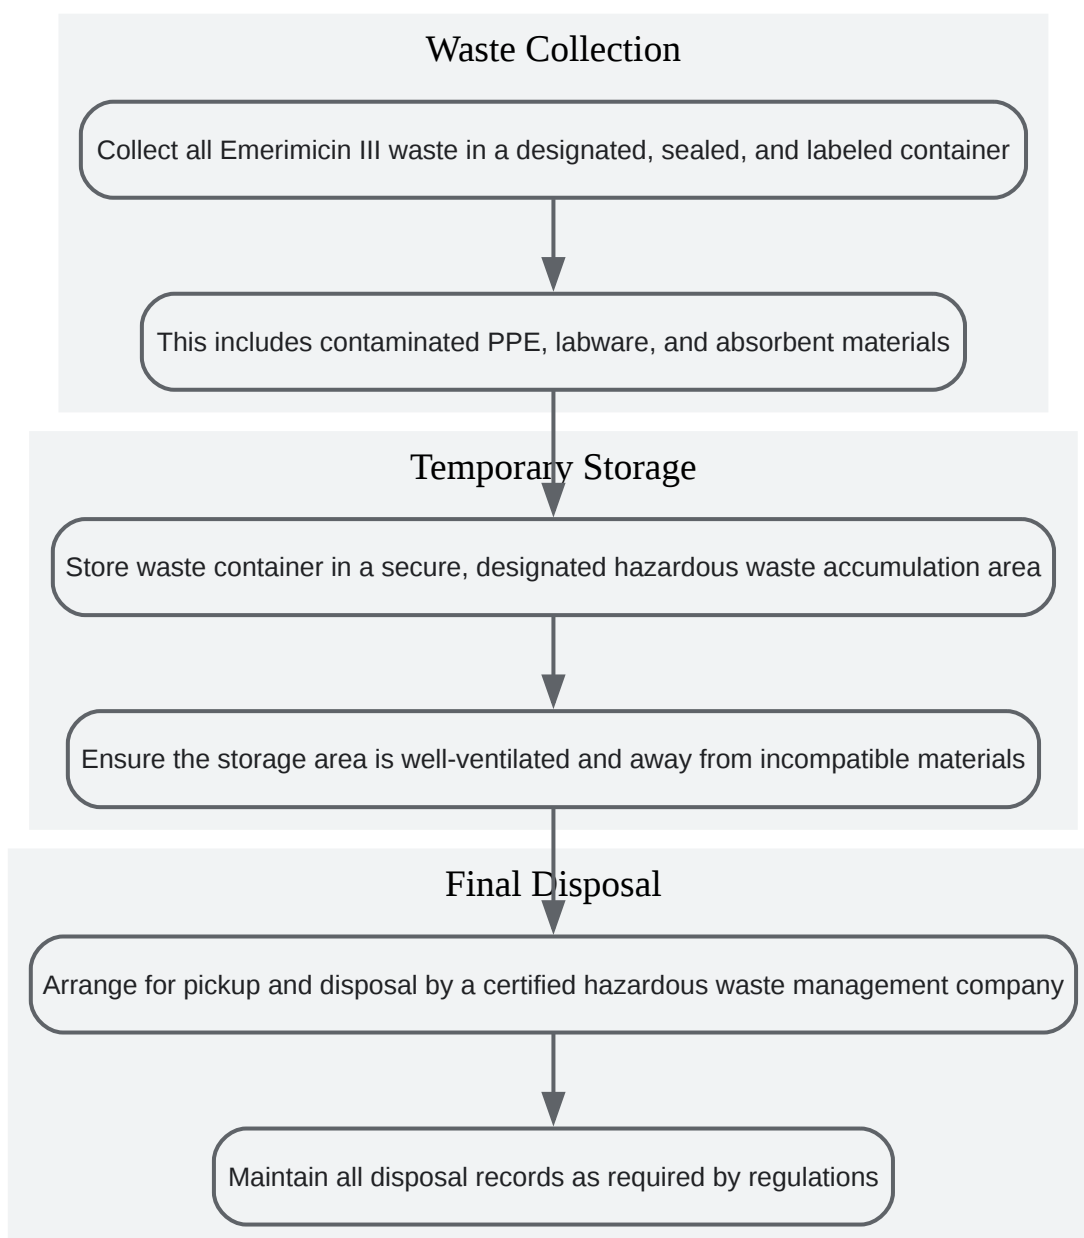 Waste Collection
Collect all Emerimicin III waste in a designated, sealed, and labeled container
This includes contaminated PPE, labware, and absorbent materials
Temporary Storage
Store waste container in a secure, designated hazardous waste accumulation area
Ensure the storage area is well-ventilated and away from incompatible materials
Final Disposal
Arrange for pickup and disposal by a certified hazardous waste management company
Maintain all disposal records as required by regulations